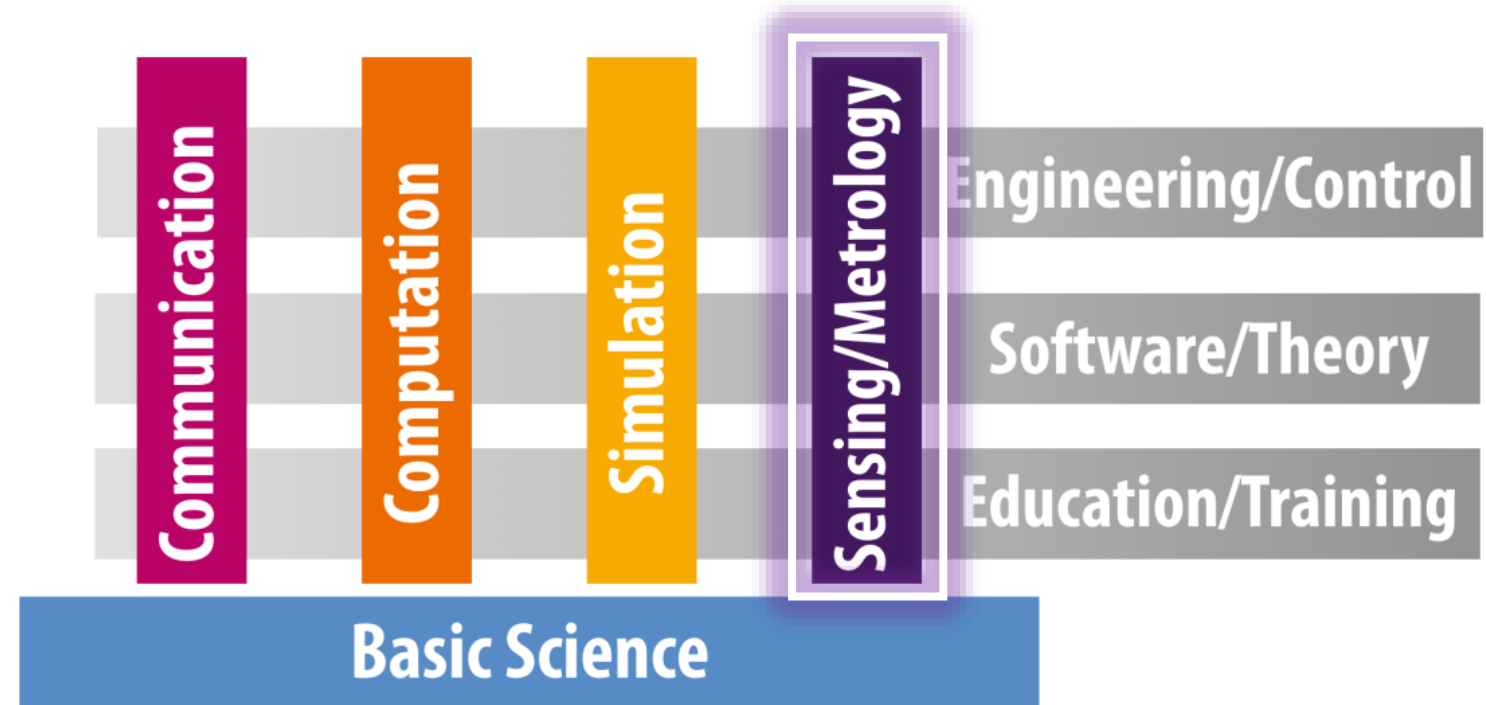 Communication
Computation
Simulation
Sensing/Metrology
Engineering/Control
Software/Theory
Education/Training
Basic Science